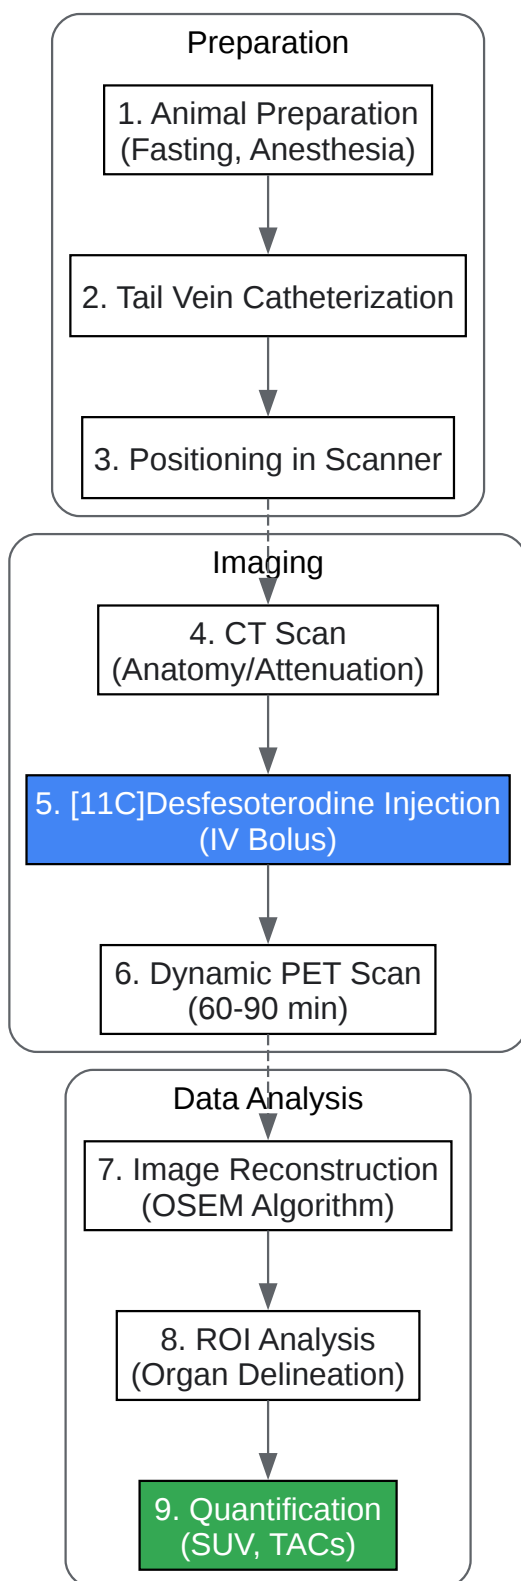 Preparation
1. Animal Preparation
(Fasting, Anesthesia)
2. Tail Vein Catheterization
3. Positioning in Scanner
Imaging
4. CT Scan
(Anatomy/Attenuation)
5. [11C]Desfesoterodine Injection
(IV Bolus)
6. Dynamic PET Scan
(60-90 min)
Data Analysis
7. Image Reconstruction
(OSEM Algorithm)
8. ROI Analysis
(Organ Delineation)
9. Quantification
(SUV, TACs)